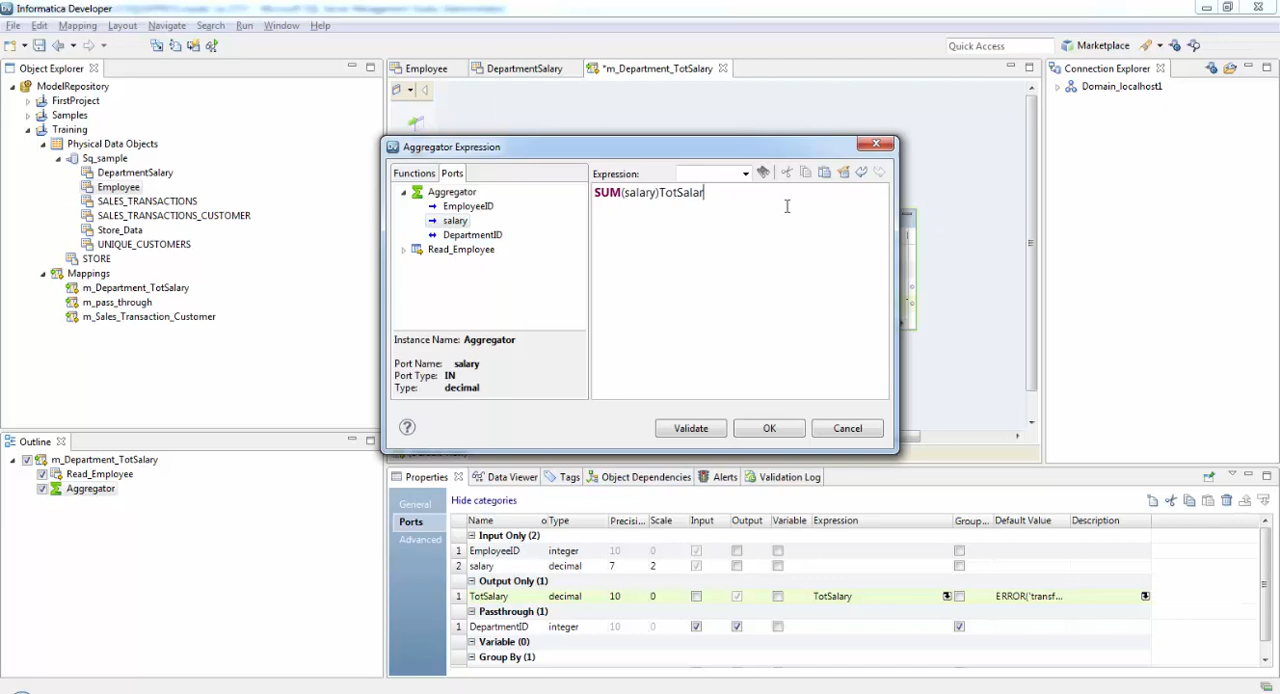 Informatica Developer
File Edit Mapping Layout Navigate Search Run Window Help
Quick Access
Marketplace
Object Explorer
ModelRepository
FirstProject
Samples
Training
Physical Data Objects
Sq_sample
DepartmentSalary
Employee
SALES_TRANSACTIONS
SALES_TRANSACTIONS_CUSTOMER
Store_Data
UNIQUE_CUSTOMERS
STORE
Mappings
m_Department_TotSalary
m_pass_through
m_Sales_Transaction_Customer
Employee
DepartmentSalary
*m_Department_TotSalary
Connection Explorer
Domain_localhost1
Aggregator Expression
Functions Ports
Expression:
Aggregator
EmployeeID
salary
DepartmentID
Read_Employee
SUM(salary)TotSalar
Instance Name: Aggregator
Port Name: salary
Port Type: IN
Type: decimal
Validate OK Cancel
Outline
m_Department_TotSalary
Read_Employee
Aggregator
Properties Data Viewer Tags Object Dependencies Alerts Validation Log
General
Ports
Advanced
Hide categories
Name Type Precisi... Scale Input Output Variable Expression Group... Default Value Description
Input Only (2)
1 EmployeeID integer 10 0
2 salary decimal 7 2
Output Only (1)
1 TotSalary decimal 10 0 TotSalary ERROR('transf...
Passthrough (1)
1 DepartmentID integer 10 0
Variable (0)
Group By (1)